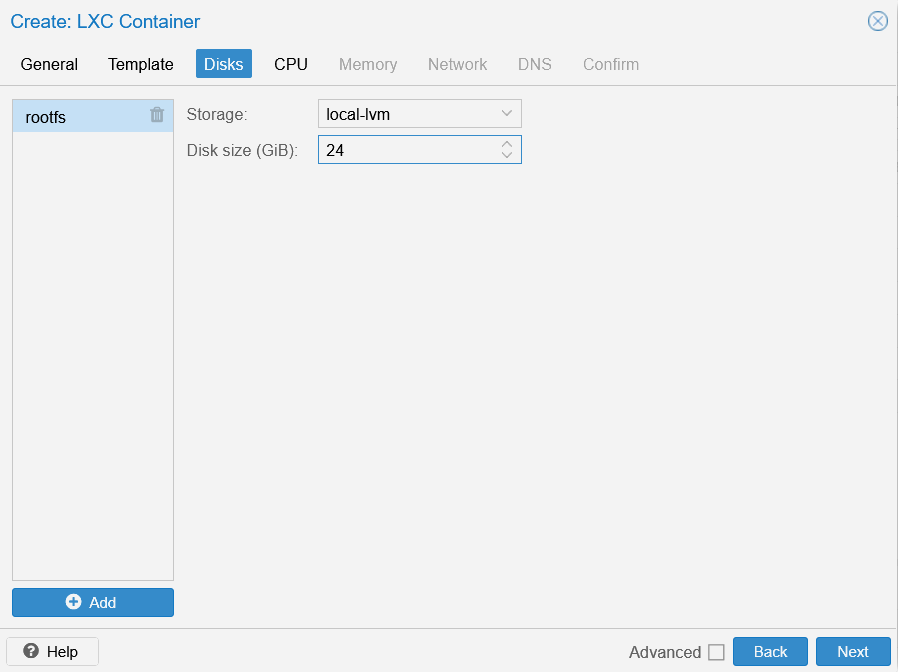 Create: LXC Container
General Template Disks CPU Memory Network DNS Confirm
rootfs
Storage: local-lvm
Disk size (GiB): 24
Add
Help Advanced Back Next